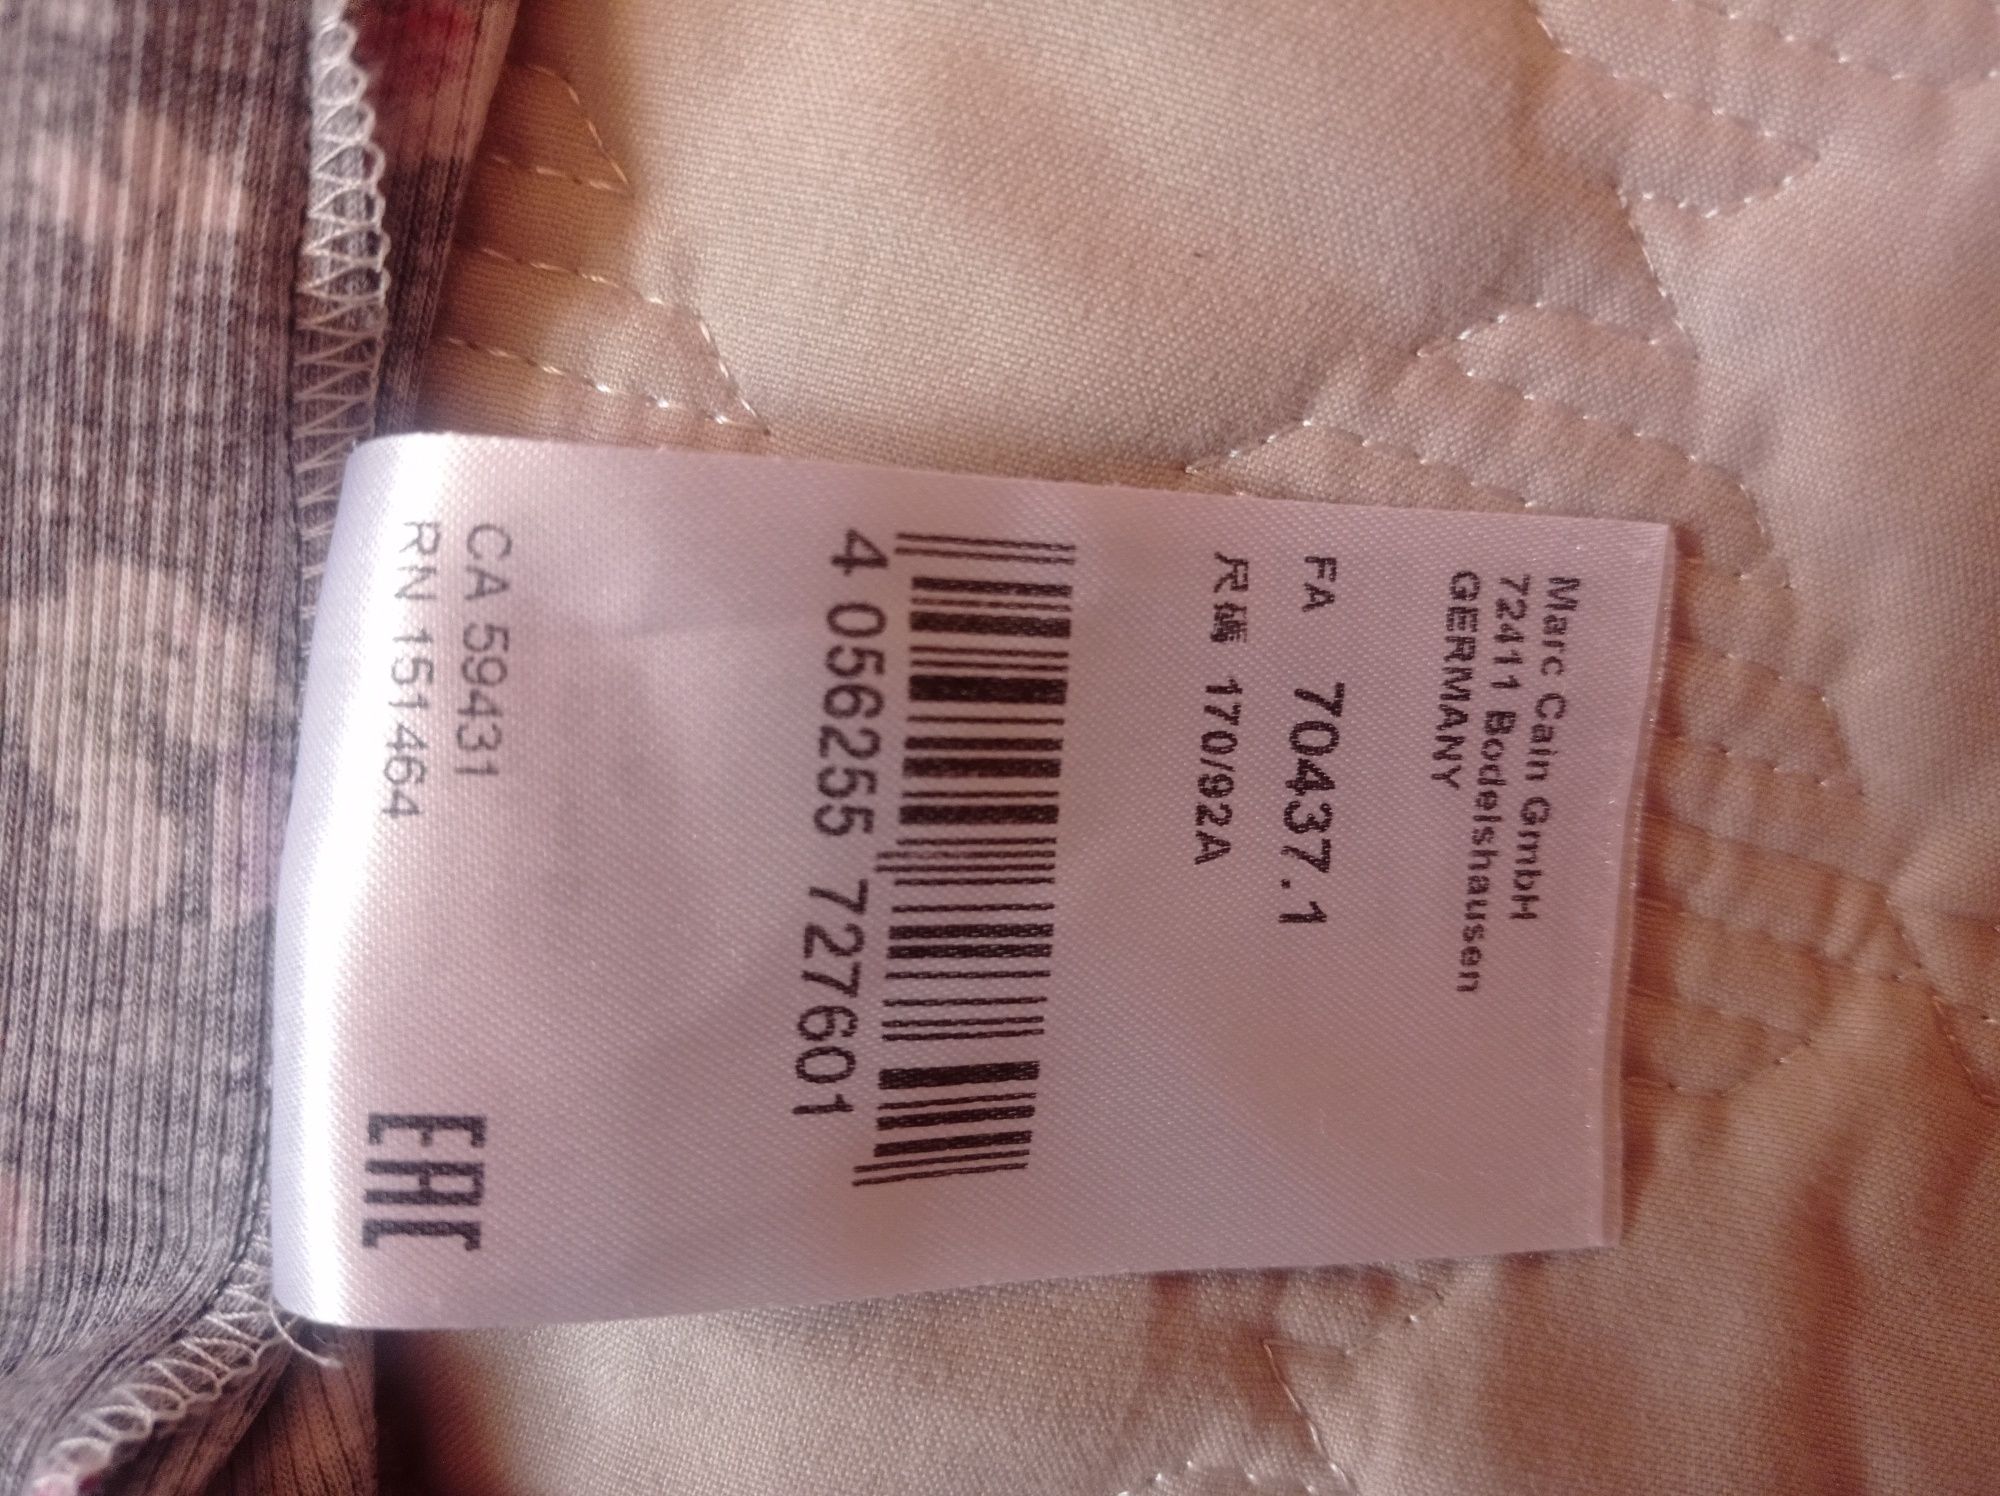 Marc Cain GmbH
72411 Bodelshausen
GERMANY
FA 70437.1
尺碼 170/92A
4 056255 727601
CA 59431
RN 151464
EAC